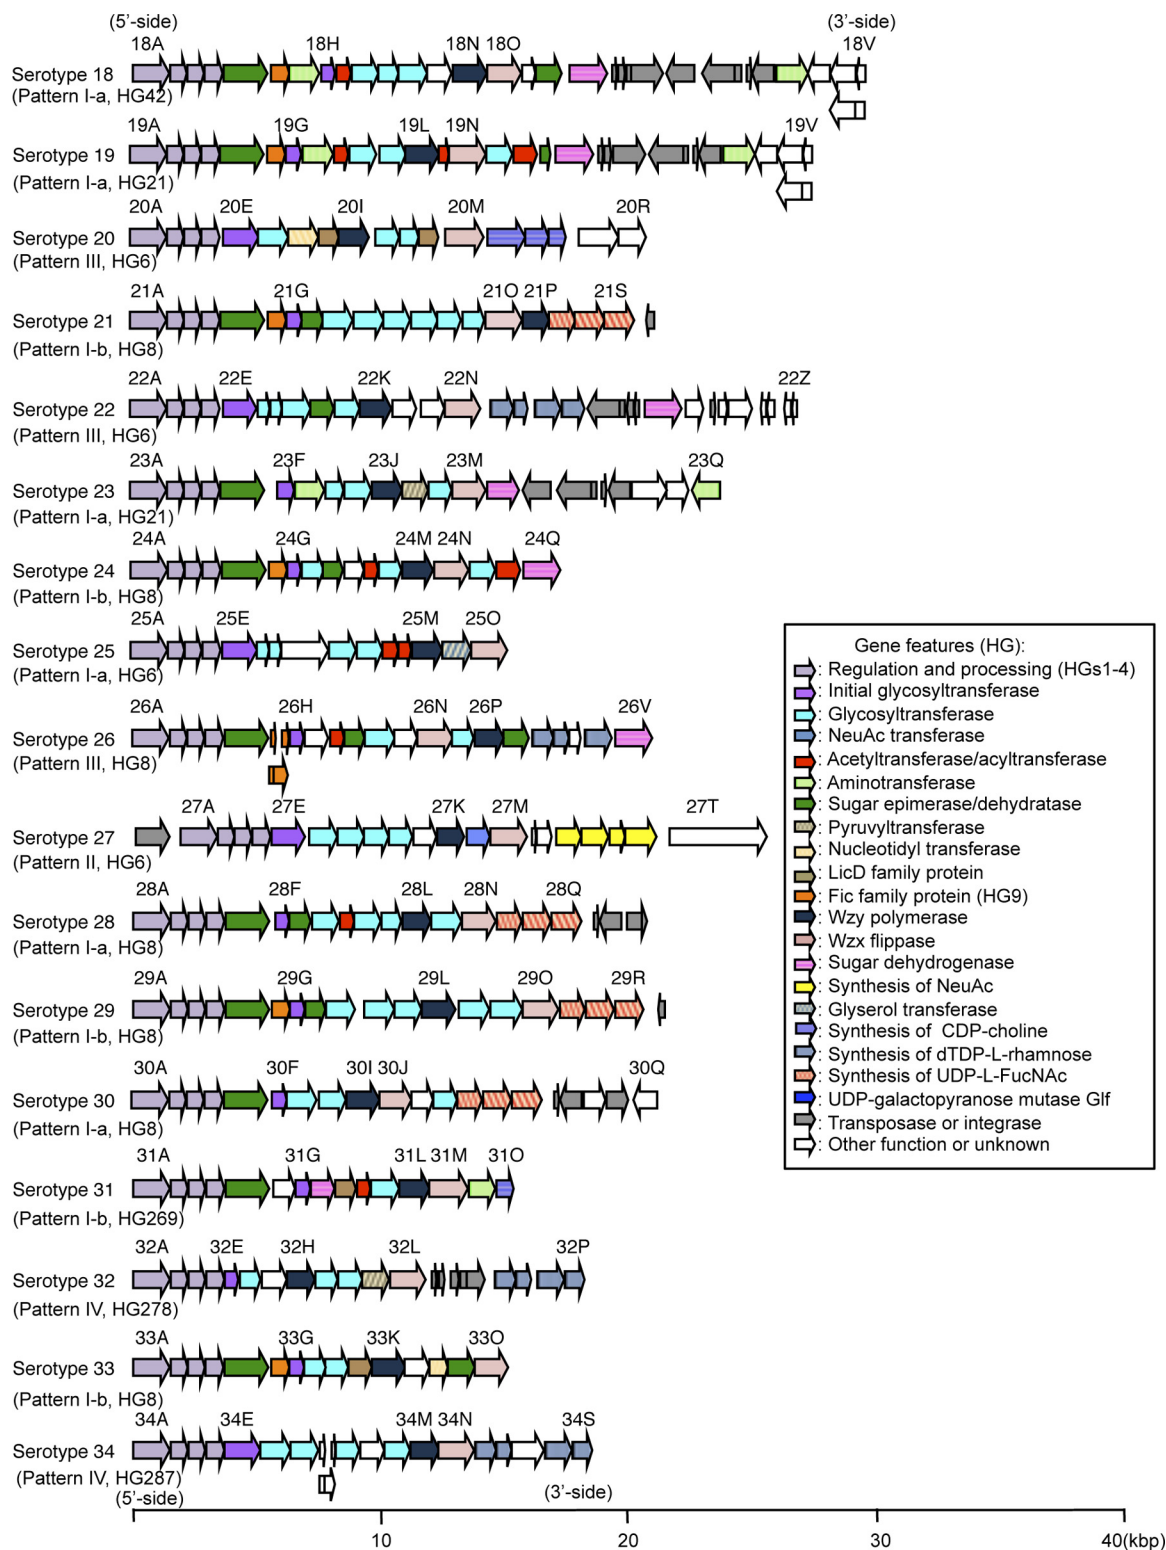 (5’-side) (3’-side)
18A 18H 18N 18O 18V
Serotype 18
(Pattern I-a, HG42)
19A 19G 19L 19N 19V
Serotype 19
(Pattern I-a, HG21)
20A 20E 20I 20M 20R
Serotype 20
(Pattern III, HG6)
21A 21G 21O 21P 21S
Serotype 21
(Pattern I-b, HG8)
22A 22E 22K 22N 22Z
Serotype 22
(Pattern III, HG6)
23A 23F 23J 23M 23Q
Serotype 23
(Pattern I-a, HG21)
24A 24G 24M 24N 24Q
Serotype 24
(Pattern I-b, HG8)
25A 25E 25M 25O
Serotype 25
(Pattern I-a, HG6)
26A 26H 26N 26P 26V
Serotype 26
(Pattern III, HG8)
27A 27E 27K 27M 27T
Serotype 27
(Pattern II, HG6)
28A 28F 28L 28N 28Q
Serotype 28
(Pattern I-a, HG8)
29A 29G 29L 29O 29R
Serotype 29
(Pattern I-b, HG8)
30A 30F 30I 30J 30Q
Serotype 30
(Pattern I-a, HG8)
31A 31G 31L 31M 31O
Serotype 31
(Pattern I-b, HG269)
32A 32E 32H 32L 32P
Serotype 32
(Pattern IV, HG278)
33A 33G 33K 33O
Serotype 33
(Pattern I-b, HG8)
34A 34E 34M 34N 34S
Serotype 34
(Pattern IV, HG287)
(5’-side) (3’-side)
10 20 30 40(kbp)
Gene features (HG):
: Regulation and processing (HGs1-4)
: Initial glycosyltransferase
: Glycosyltransferase
: NeuAc transferase
: Acetyltransferase/acyltransferase
: Aminotransferase
: Sugar epimerase/dehydratase
: Pyruvyltransferase
: Nucleotidyl transferase
: LicD family protein
: Fic family protein (HG9)
: Wzy polymerase
: Wzx flippase
: Sugar dehydrogenase
: Synthesis of NeuAc
: Glyserol transferase
: Synthesis of CDP-choline
: Synthesis of dTDP-L-rhamnose
: Synthesis of UDP-L-FucNAc
: UDP-galactopyranose mutase Glf
: Transposase or integrase
: Other function or unknown